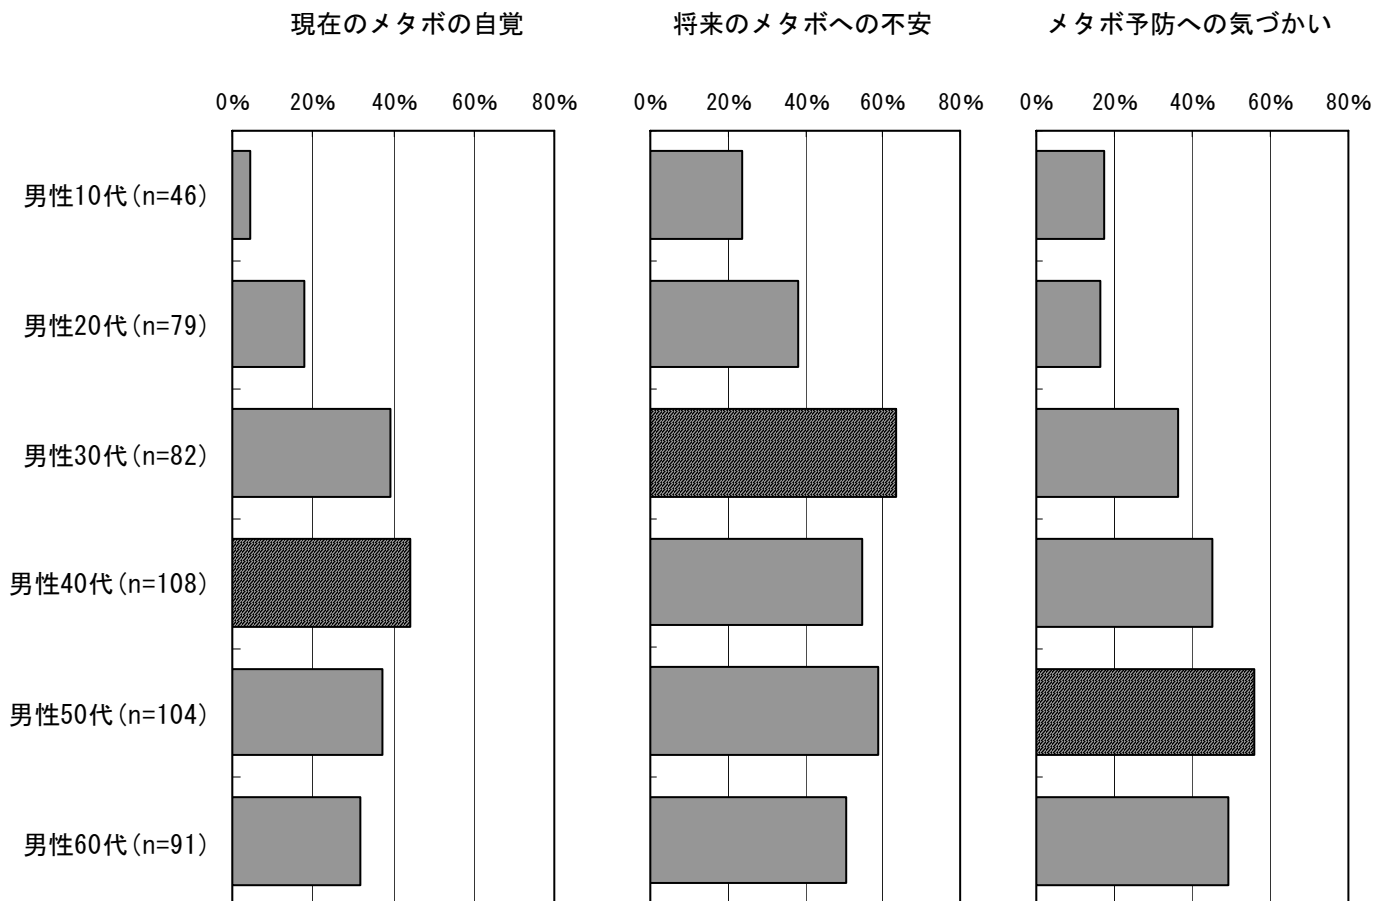 現在のメタボの自覚 将来のメタボへの不安 メタボ予防への気づかい
0% 20% 40% 60% 80% 0% 20% 40% 60% 80% 0% 20% 40% 60% 80%
男性10代(n=46)
男性20代(n=79)
男性30代(n=82)
男性40代(n=108)
男性50代(n=104)
男性60代(n=91)